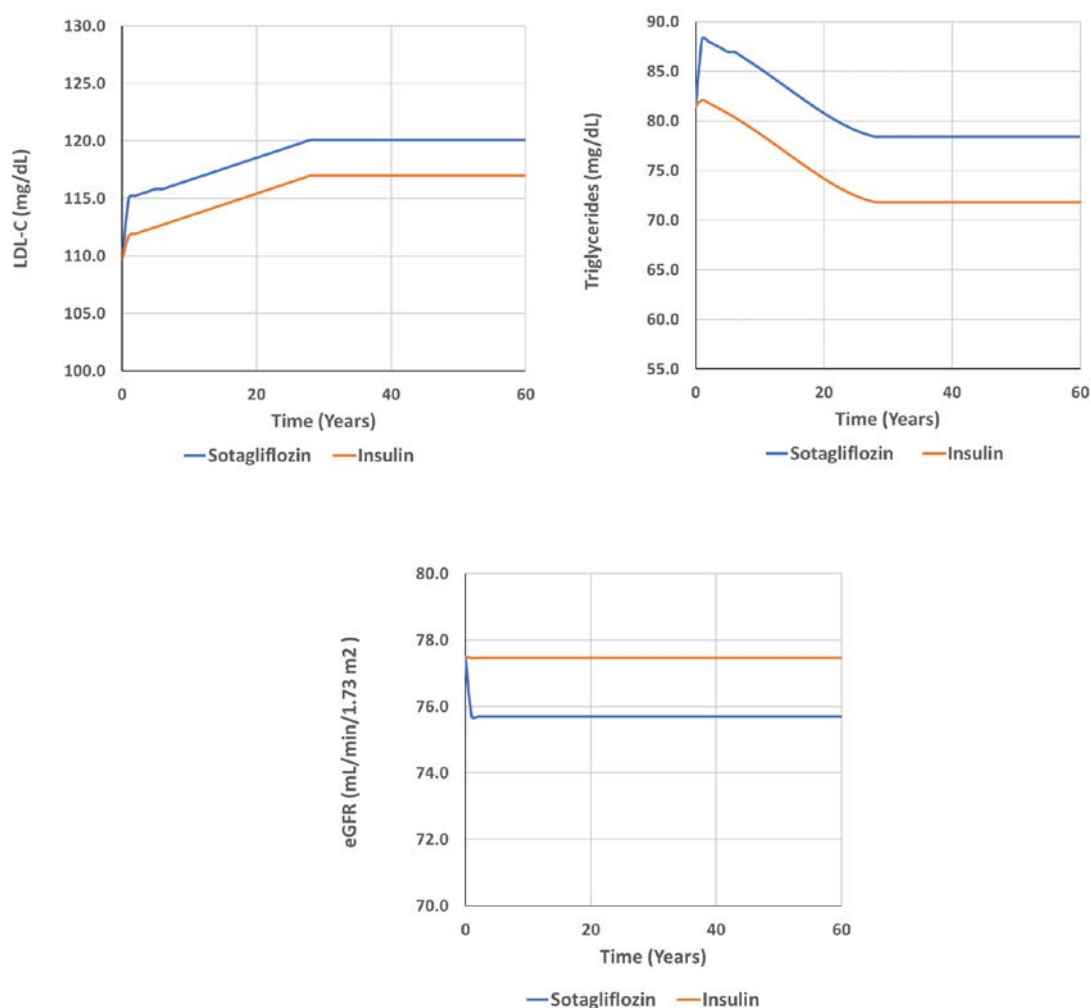 LDL-C (mg/dL)
130.0
125.0
120.0
115.0
110.0
105.0
100.0
0 20 40 60
Time (Years)
Sotagliflozin Insulin
Triglycerides (mg/dL)
90.0
85.0
80.0
75.0
70.0
65.0
60.0
55.0
0 20 40 60
Time (Years)
Sotagliflozin Insulin
eGFR (mL/min/1.73 m2 )
80.0
78.0
76.0
74.0
72.0
70.0
0 20 40 60
Time (Years)
Sotagliflozin Insulin